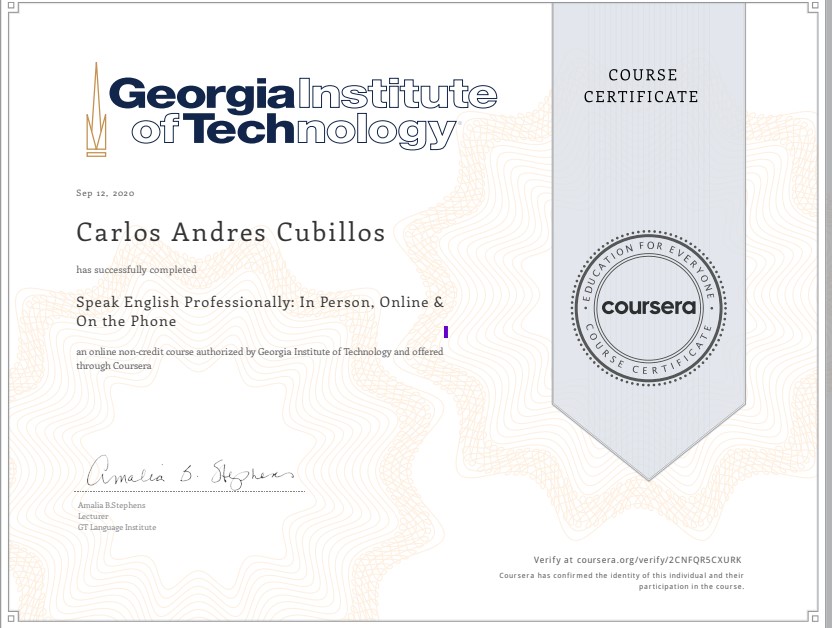 Georgia Institute
of Technology
COURSE
CERTIFICATE
Sep 12, 2020
Carlos Andres Cubillos
has successfully completed
Speak English Professionally: In Person, Online &
On the Phone
an online non-credit course authorized by Georgia Institute of Technology and offered
through Coursera
EDUCATION FOR EVERYONE
coursera
COURSE CERTIFICATE
Amalia B. Stephens
Amalia B.Stephens
Lecturer
GT Language Institute
Verify at coursera.org/verify/2CNFQR5CXURK
Coursera has confirmed the identity of this individual and their
participation in the course.